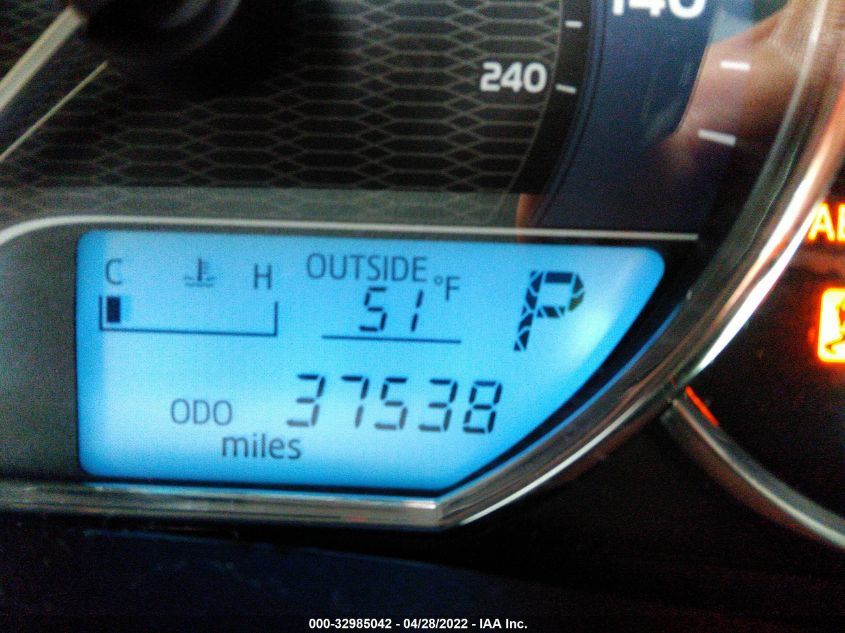 140
240
C H OUTSIDE
51 °F
P
ODO 37538
miles
000-32985042 - 04/28/2022 - IAA Inc.